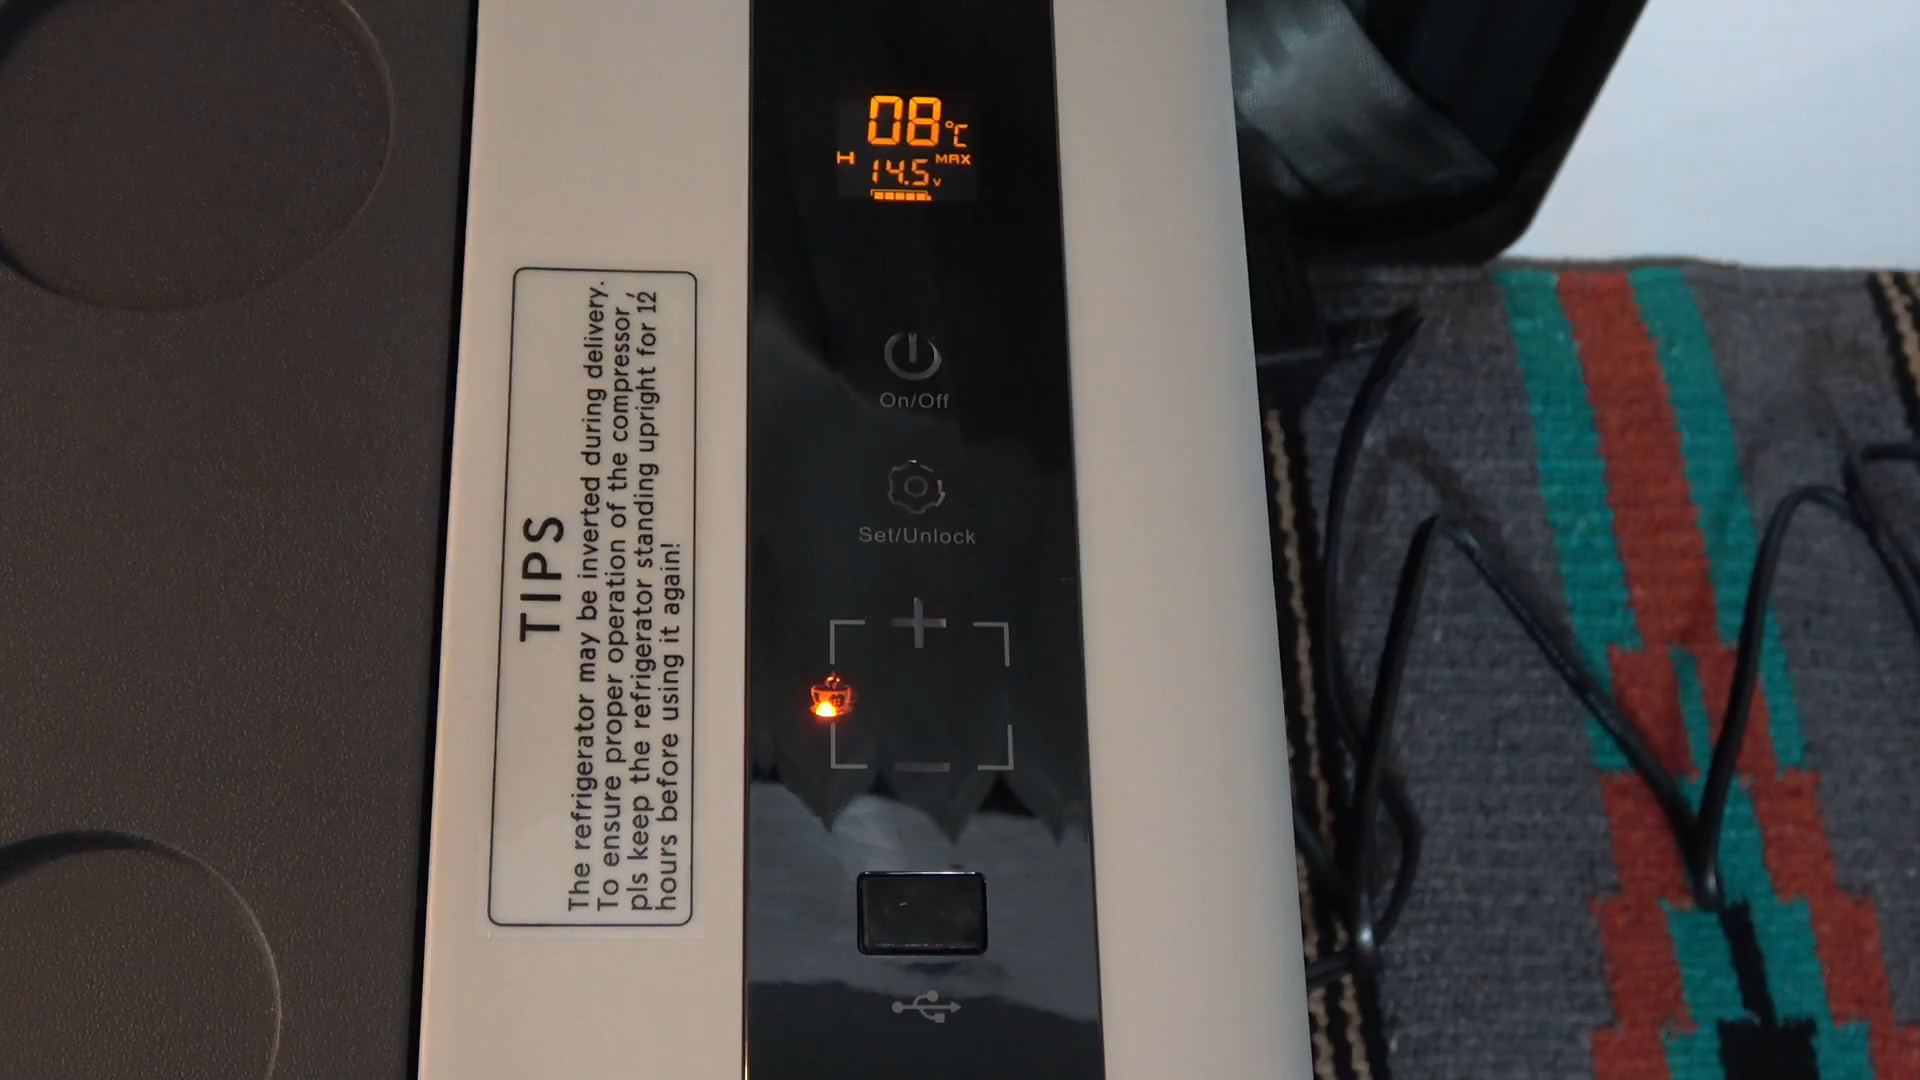 08°C
H 14.5V MAX
On/Off
Set/Unlock
TIPS
The refrigerator may be inverted during delivery.
To ensure proper operation of the compressor,
pls keep the refrigerator standing upright for 12
hours before using it again!